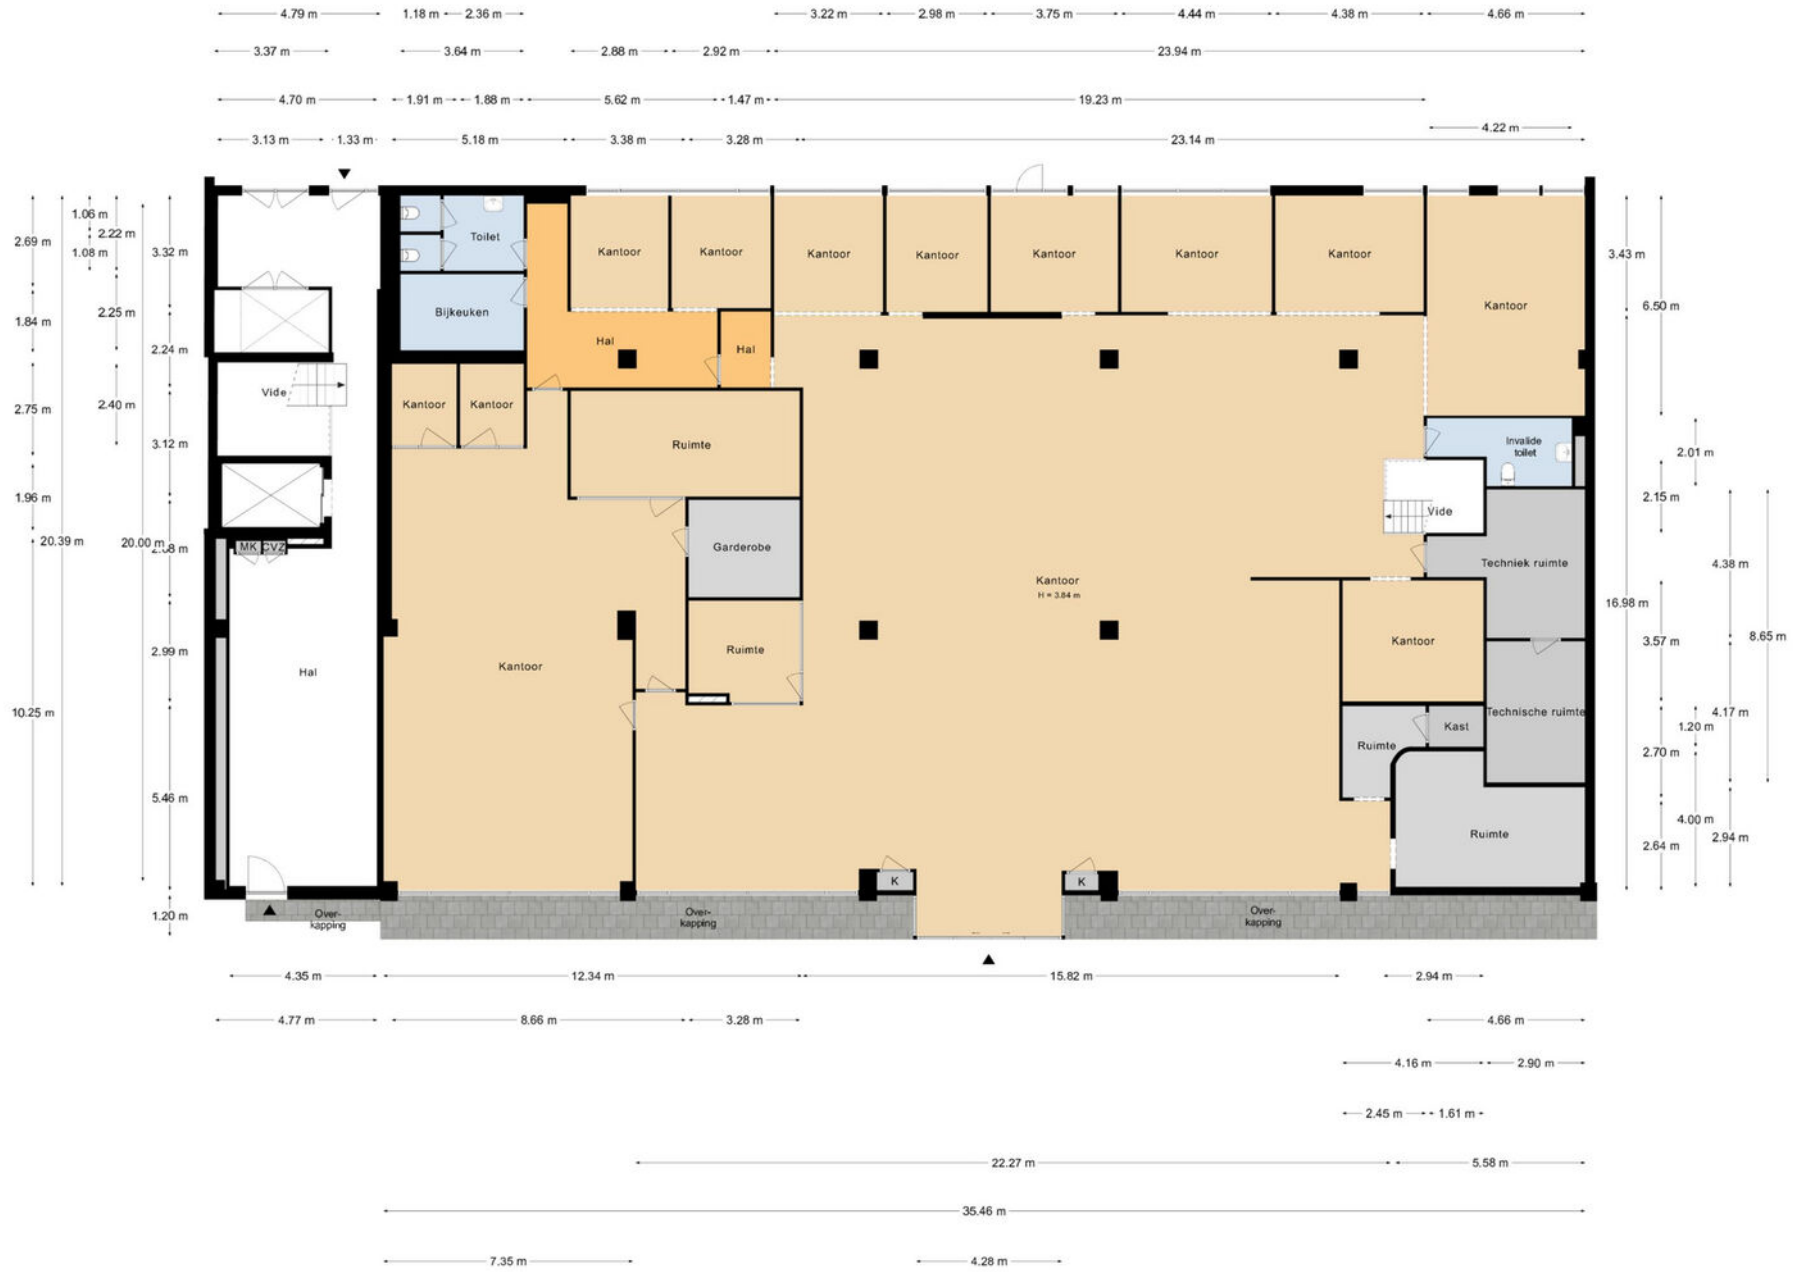 4.79 m
1.18 m
2.36 m
3.22 m
2.98 m
3.75 m
4.44 m
4.38 m
4.66 m
3.37 m
3.64 m
2.88 m
2.92 m
23.94 m
4.70 m
1.91 m
1.88 m
5.62 m
1.47 m
19.23 m
4.22 m
3.13 m
1.33 m
5.18 m
3.38 m
3.28 m
23.14 m
1.06 m
2.22 m
2.69 m
1.08 m
3.32 m
Toilet
Kantoor
Kantoor
Kantoor
Kantoor
Kantoor
Kantoor
Kantoor
Kantoor
3.43 m
6.50 m
1.84 m
2.25 m
2.24 m
Bijkeuken
Hal
Hal
2.75 m
2.40 m
Vide
Kantoor
Kantoor
3.12 m
Ruimte
Invalide
toilet
2.01 m
1.96 m
2.15 m
Vide
20.39 m
20.00 m
2.88 m
MK
CVZ
Garderobe
Techniek ruimte
4.38 m
Kantoor
H = 3.84 m
16.98 m
8.65 m
2.99 m
Hal
Kantoor
Ruimte
Kantoor
3.57 m
10.25 m
Technische ruimte
4.17 m
Kast
1.20 m
Ruimte
2.70 m
5.46 m
4.00 m
Ruimte
2.94 m
2.64 m
K
K
1.20 m
Over-
kapping
Over-
kapping
Over-
kapping
4.35 m
12.34 m
15.82 m
2.94 m
4.77 m
8.66 m
3.28 m
4.66 m
4.16 m
2.90 m
2.45 m
1.61 m
22.27 m
5.58 m
35.46 m
7.35 m
4.28 m